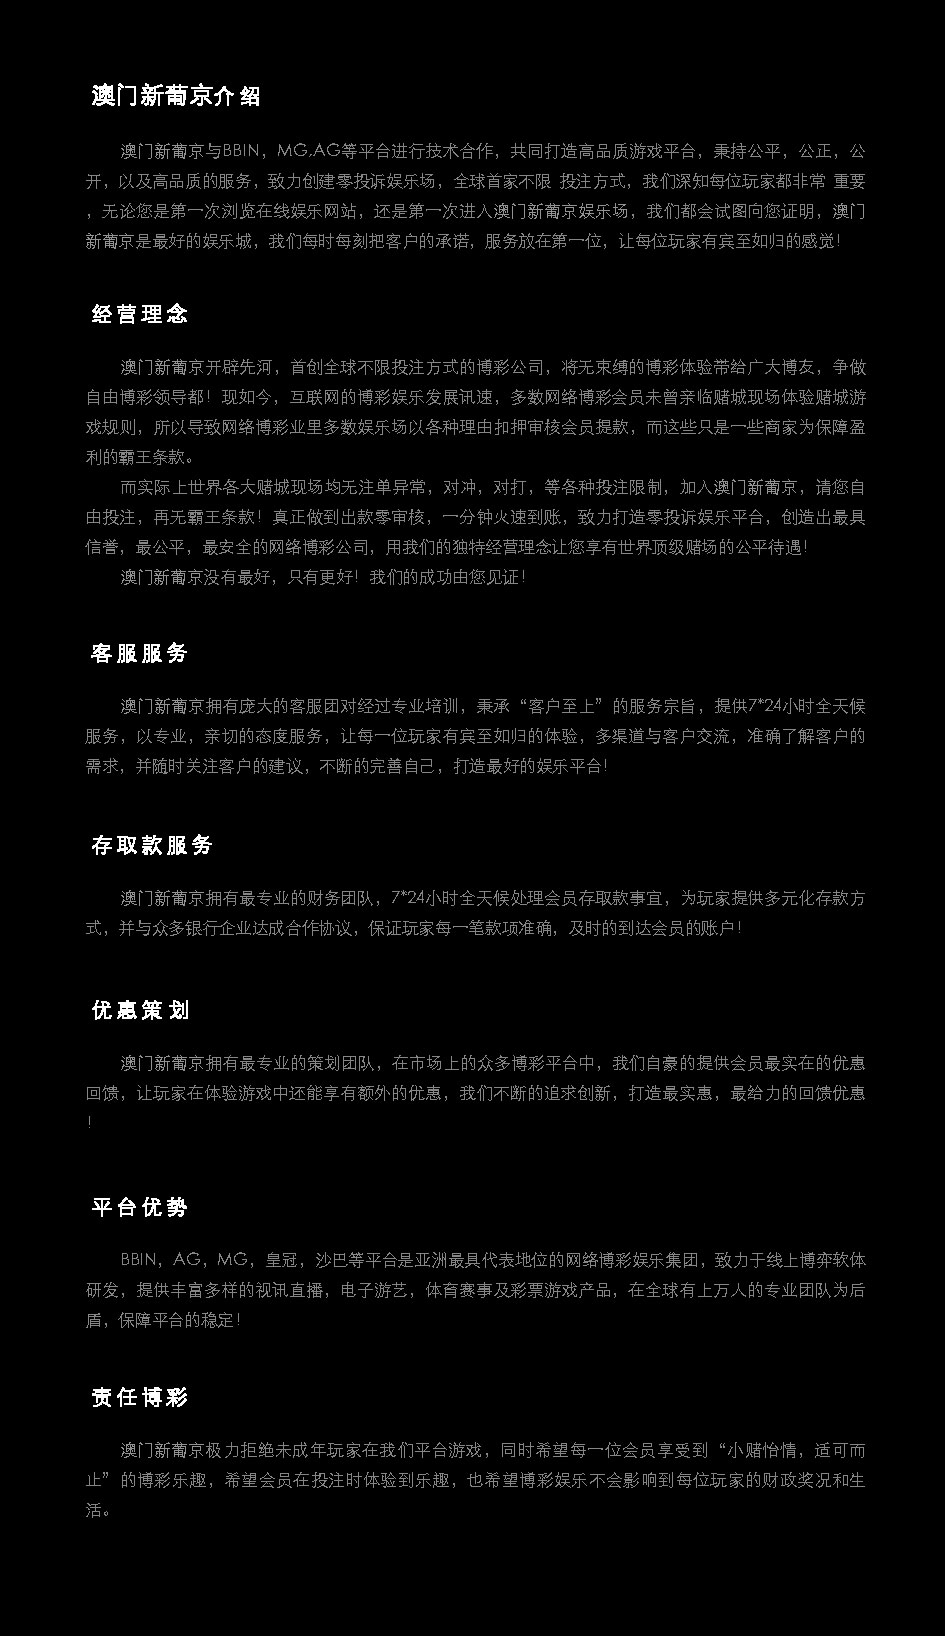 澳门新葡京介绍
澳门新葡京与BBIN，MG,AG等平台进行技术合作，共同打造高品质游戏平台，秉持公平，公正，公
开，以及高品质的服务，致力创建零投诉娱乐场，全球首家不限 投注方式，我们深知每位玩家都非常 重要
，无论您是第一次浏览在线娱乐网站，还是第一次进入澳门新葡京娱乐场，我们都会试图向您证明，澳门
新葡京是最好的娱乐城，我们每时每刻把客户的承诺，服务放在第一位，让每位玩家有宾至如归的感觉！
经营理念
澳门新葡京开辟先河，首创全球不限投注方式的博彩公司，将无束缚的博彩体验带给广大博友，争做
自由博彩领导都！现如今，互联网的博彩娱乐发展讯速，多数网络博彩会员未曾亲临赌城现场体验赌城游
戏规则，所以导致网络博彩业里多数娱乐场以各种理由扣押审核会员提款，而这些只是一些商家为保障盈
利的霸王条款。
而实际上世界各大赌城现场均无注单异常，对冲，对打，等各种投注限制，加入澳门新葡京，请您自
由投注，再无霸王条款！真正做到出款零审核，一分钟火速到账，致力打造零投诉娱乐平台，创造出最具
信誉，最公平，最安全的网络博彩公司，用我们的独特经营理念让您享有世界顶级赌场的公平待遇！
澳门新葡京没有最好，只有更好！我们的成功由您见证！
客服服务
澳门新葡京拥有庞大的客服团对经过专业培训，秉承“客户至上”的服务宗旨，提供7*24小时全天候
服务，以专业，亲切的态度服务，让每一位玩家有宾至如归的体验，多渠道与客户交流，准确了解客户的
需求，并随时关注客户的建议，不断的完善自己，打造最好的娱乐平台！
存取款服务
澳门新葡京拥有最专业的财务团队，7*24小时全天候处理会员存取款事宜，为玩家提供多元化存款方
式，并与众多银行企业达成合作协议，保证玩家每一笔款项准确，及时的到达会员的账户！
优惠策划
澳门新葡京拥有最专业的策划团队，在市场上的众多博彩平台中，我们自豪的提供会员最实在的优惠
回馈，让玩家在体验游戏中还能享有额外的优惠，我们不断的追求创新，打造最实惠，最给力的回馈优惠
！
平台优势
BBIN，AG，MG，皇冠，沙巴等平台是亚洲最具代表地位的网络博彩娱乐集团，致力于线上博弈软体
研发，提供丰富多样的视讯直播，电子游艺，体育赛事及彩票游戏产品，在全球有上万人的专业团队为后
盾，保障平台的稳定！
责任博彩
澳门新葡京极力拒绝未成年玩家在我们平台游戏，同时希望每一位会员享受到“小赌怡情，适可而
止”的博彩乐趣，希望会员在投注时体验到乐趣，也希望博彩娱乐不会影响到每位玩家的财政奖况和生
活。